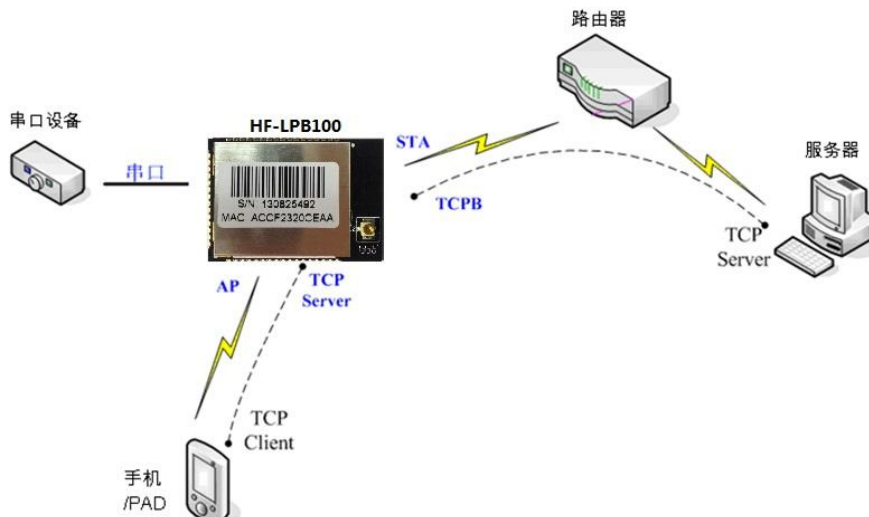 路由器
串口设备
HF-LPB100
STA
服务器
串口
S/N 130825492
MAC ACCF2320CEAA
TCPB
TCP
Server
AP
TCP
Server
TCP
Client
手机
/PAD